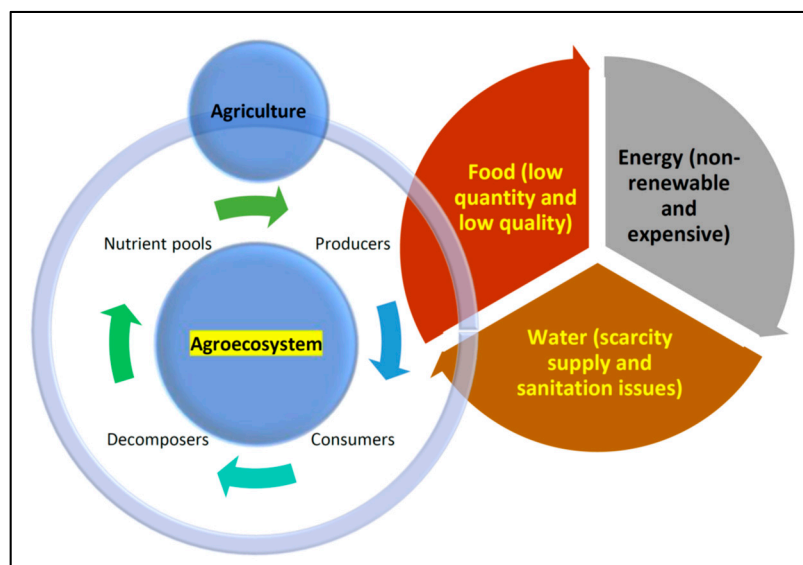 Agriculture
Nutrient pools
Producers
Agroecosystem
Decomposers
Consumers
Food (low
quantity and
low quality)
Energy (non-
renewable
and
expensive)
Water (scarcity
supply and
sanitation issues)